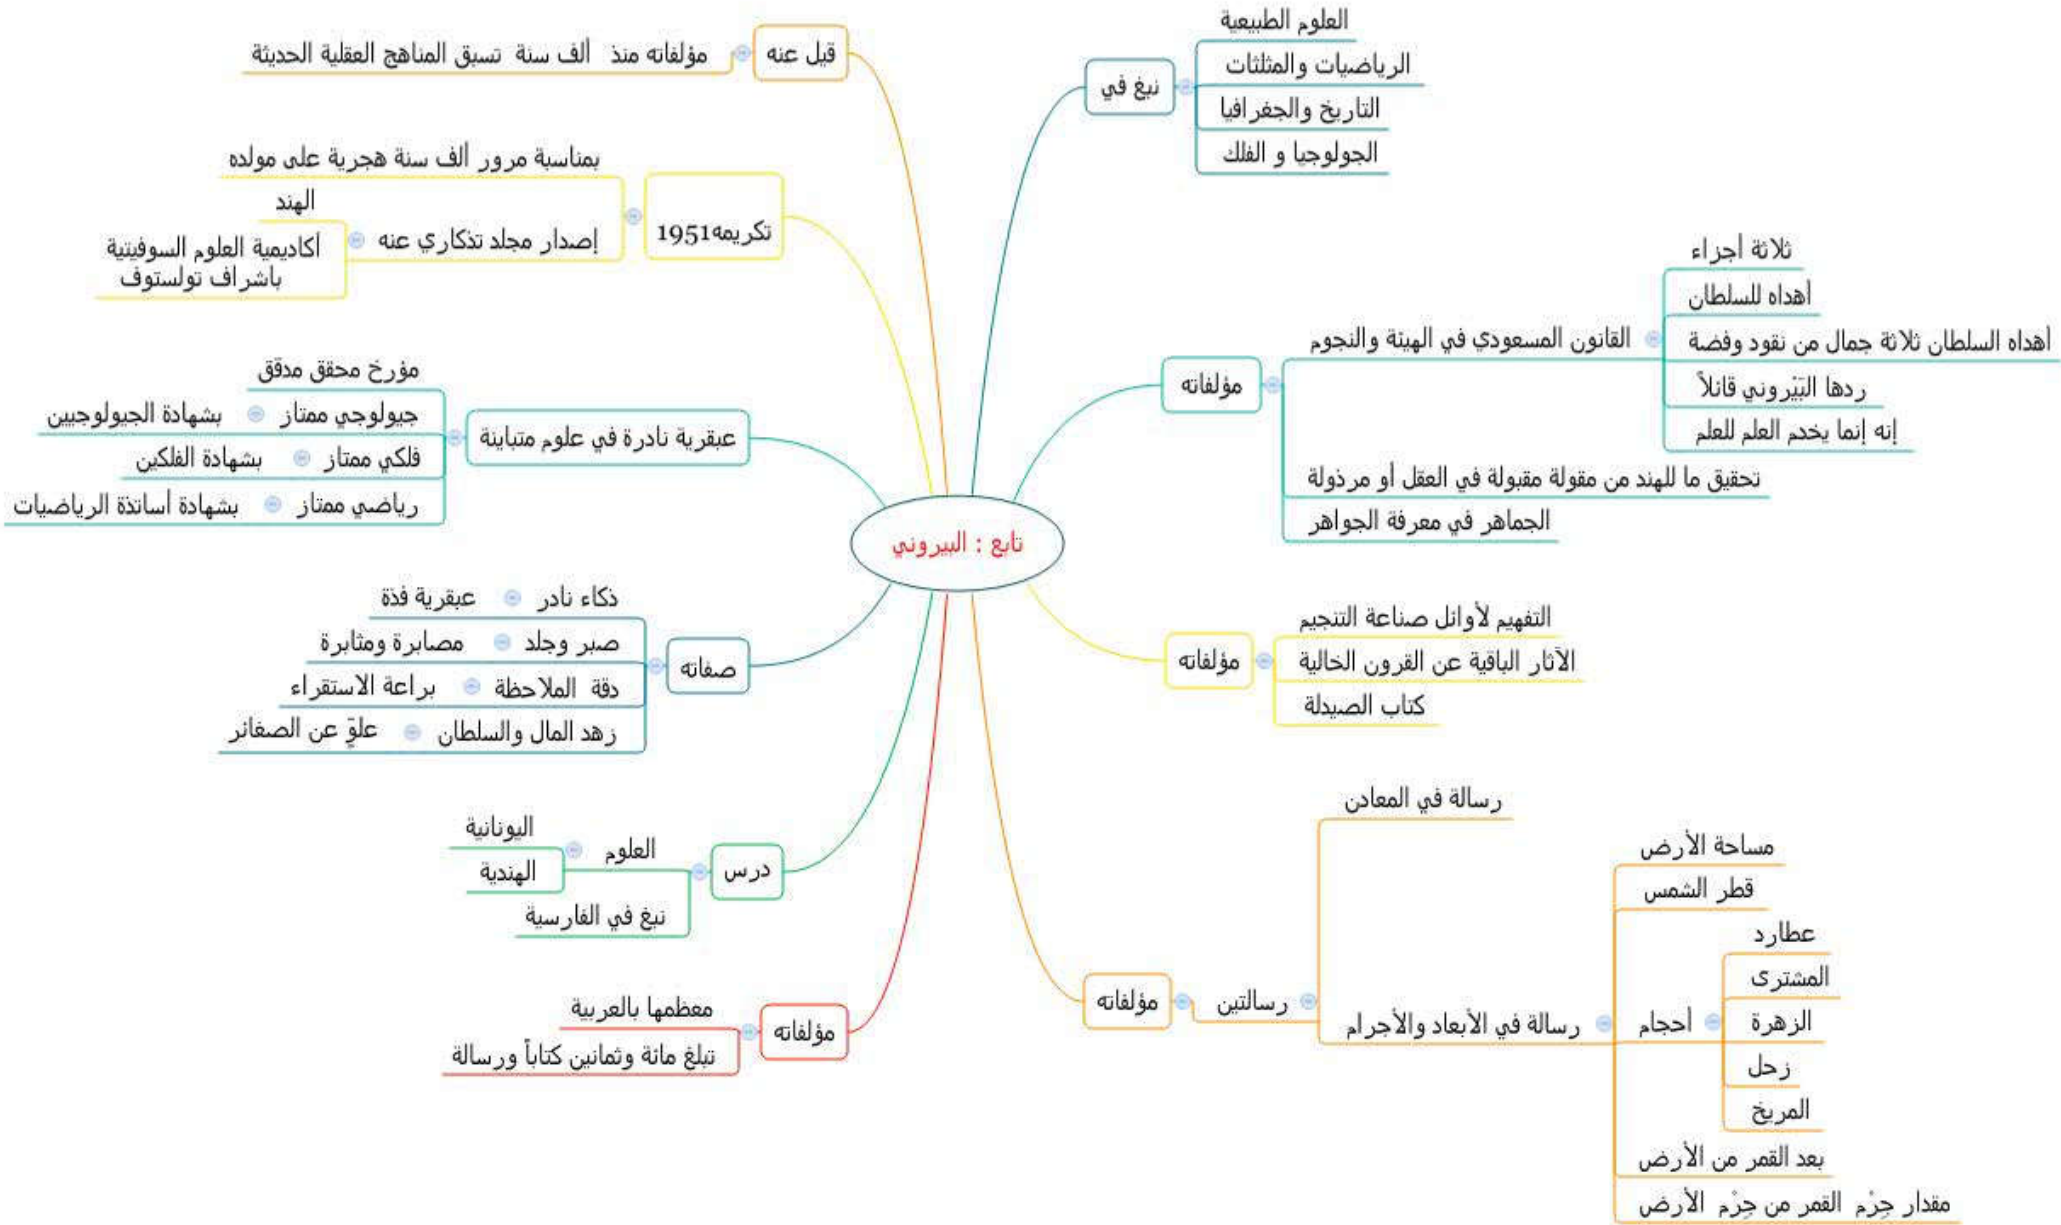 تابع : البيروني
نبغ في
العلوم الطبيعية
الرياضيات والمثلثات
التاريخ والجغرافيا
الجولوجيا و الفلك
مؤلفاته
القانون المسعودي في الهيئة والنجوم
ثلاثة أجزاء
أهداه للسلطان
أهداه السلطان ثلاثة جمال من نقود وفضة
ردها البَيْروني قائلاً
إنه إنما يخدم العلم للعلم
تحقيق ما للهند من مقولة مقبولة في العقل أو مرذولة
الجماهر في معرفة الجواهر
مؤلفاته
التفهيم لأوائل صناعة التنجيم
الآثار الباقية عن القرون الخالية
كتاب الصيدلة
مؤلفاته
رسالتين
رسالة في المعادن
رسالة في الأبعاد والأجرام
مساحة الأرض
قطر الشمس
أحجام
عطارد
المشترى
الزهرة
زحل
المريخ
بعد القمر من الأرض
مقدار جِرْم القمر من جِرْم الأرض
قيل عنه
مؤلفاته منذ ألف سنة تسبق المناهج العقلية الحديثة
تكريمه1951
بمناسبة مرور ألف سنة هجرية على مولده
إصدار مجلد تذكاري عنه
الهند
أكاديمية العلوم السوفيتية
باشراف تولستوف
عبقرية نادرة في علوم متباينة
مؤرخ محقق مدقق
جيولوجي ممتاز بشهادة الجيولوجيين
فلكي ممتاز بشهادة الفلكين
رياضي ممتاز بشهادة أساتذة الرياضيات
صفاته
ذكاء نادر عبقرية فذة
صبر وجلد مصابرة ومثابرة
دقة الملاحظة براعة الاستقراء
زهد المال والسلطان علوّ عن الصغائر
درس
العلوم
اليونانية
الهندية
نبغ في الفارسية
مؤلفاته
معظمها بالعربية
تبلغ مائة وثمانين كتاباً ورسالة